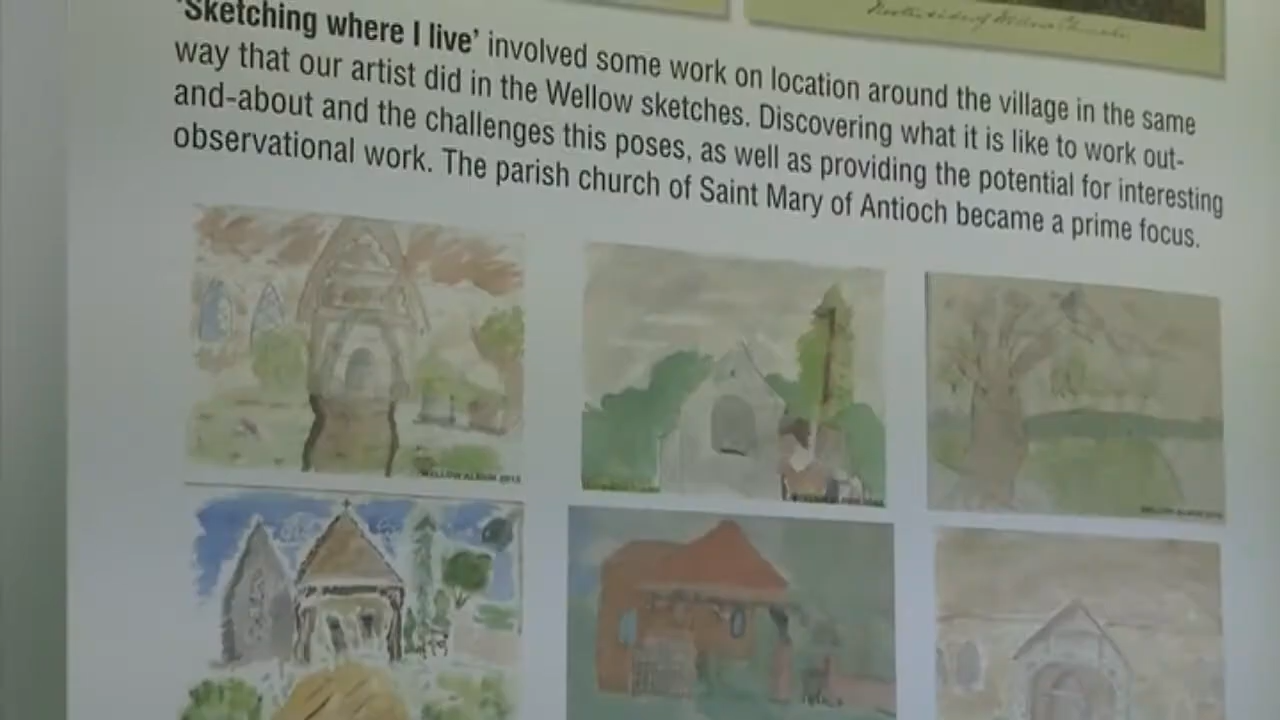 'Sketching where I live' involved some work on location around the village in the same
way that our artist did in the Wellow sketches. Discovering what it is like to work out-
and-about and the challenges this poses, as well as providing the potential for interesting
observational work. The parish church of Saint Mary of Antioch became a prime focus.
WELLOW ALBUM 2013